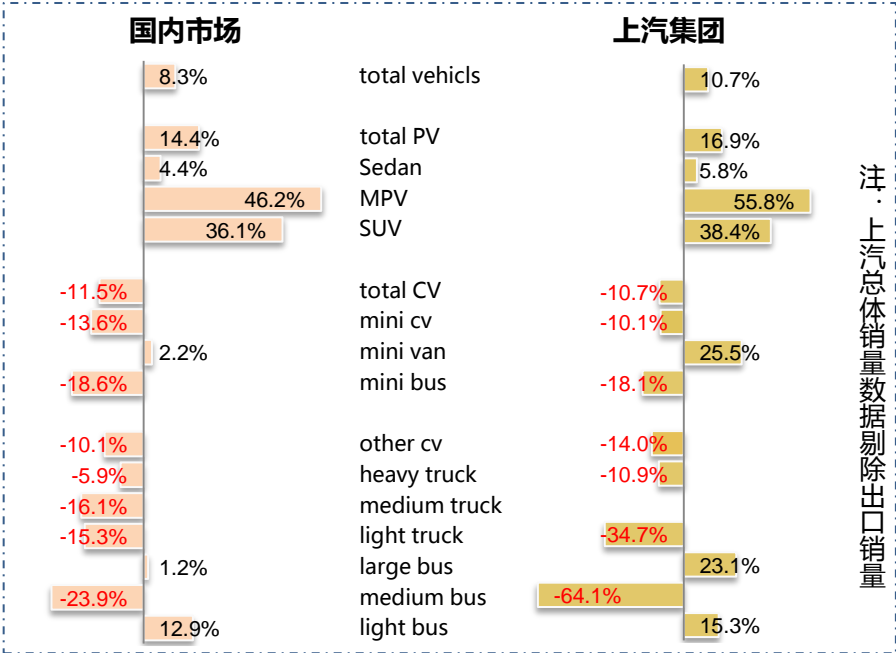 国内市场 上汽集团
8.3% total vehicls 10.7%
14.4% total PV 16.9%
4.4% Sedan 5.8%
46.2% MPV 55.8%
36.1% SUV 38.4%
-11.5% total CV -10.7%
-13.6% mini cv -10.1%
2.2% mini van 25.5%
-18.6% mini bus -18.1%
-10.1% other cv -14.0%
-5.9% heavy truck -10.9%
-16.1% medium truck
-15.3% light truck -34.7%
1.2% large bus 23.1%
-23.9% medium bus -64.1%
12.9% light bus 15.3%
注：上汽总体销量数据剔除出口销量